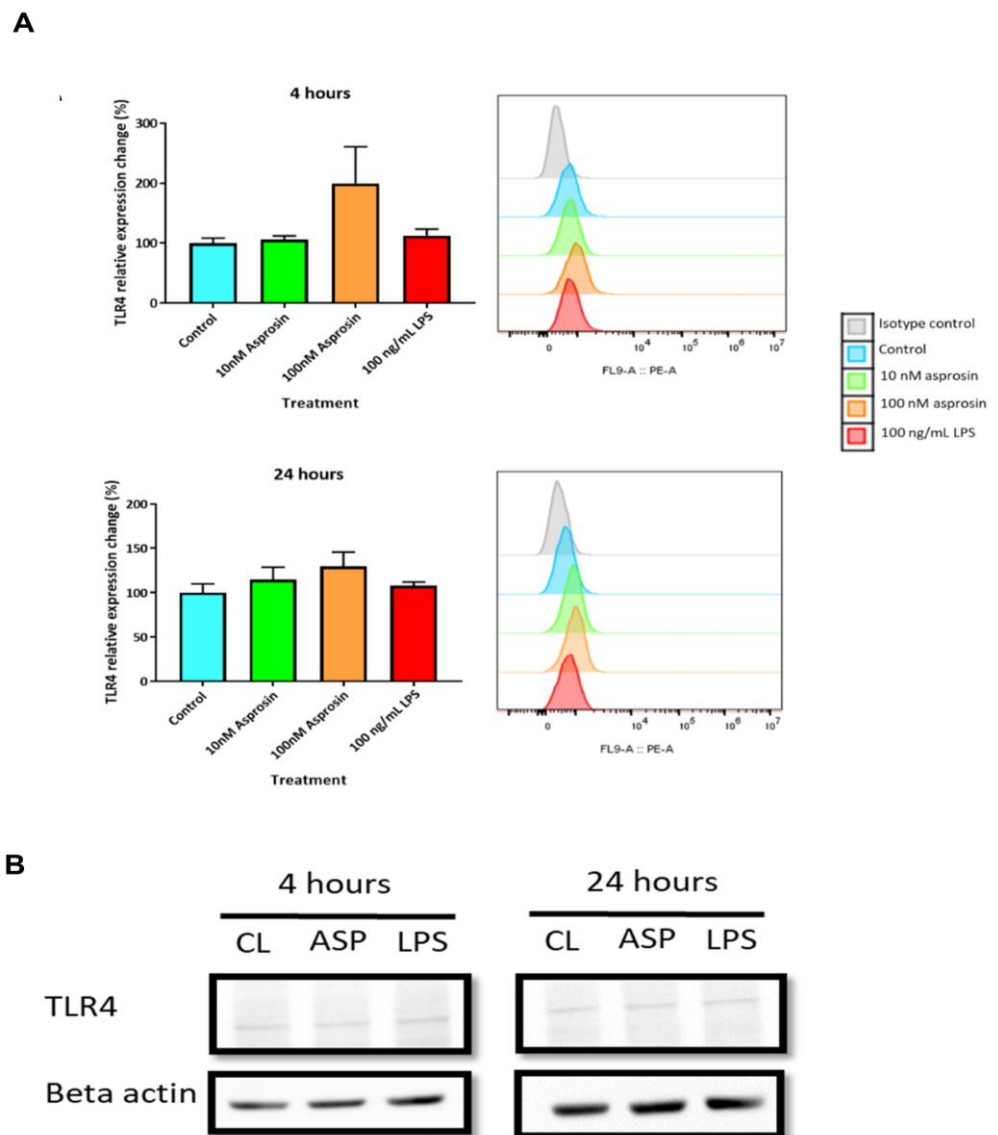 A
4 hours
TLR4 relative expression change (%)
300
200
100
0
Control
10nM Asprosin
100nM Asprosin
100 ng/mL LPS
Treatment
0 10^4 10^5 10^6 10^7
FL9-A :: PE-A
Isotype control
Control
10 nM asprosin
100 nM asprosin
100 ng/mL LPS
24 hours
TLR4 relative expression change (%)
200
150
100
50
0
Control
10nM Asprosin
100nM Asprosin
100 ng/mL LPS
Treatment
0 10^4 10^5 10^6 10^7
FL9-A :: PE-A
B
4 hours
24 hours
CL ASP LPS
CL ASP LPS
TLR4
Beta actin